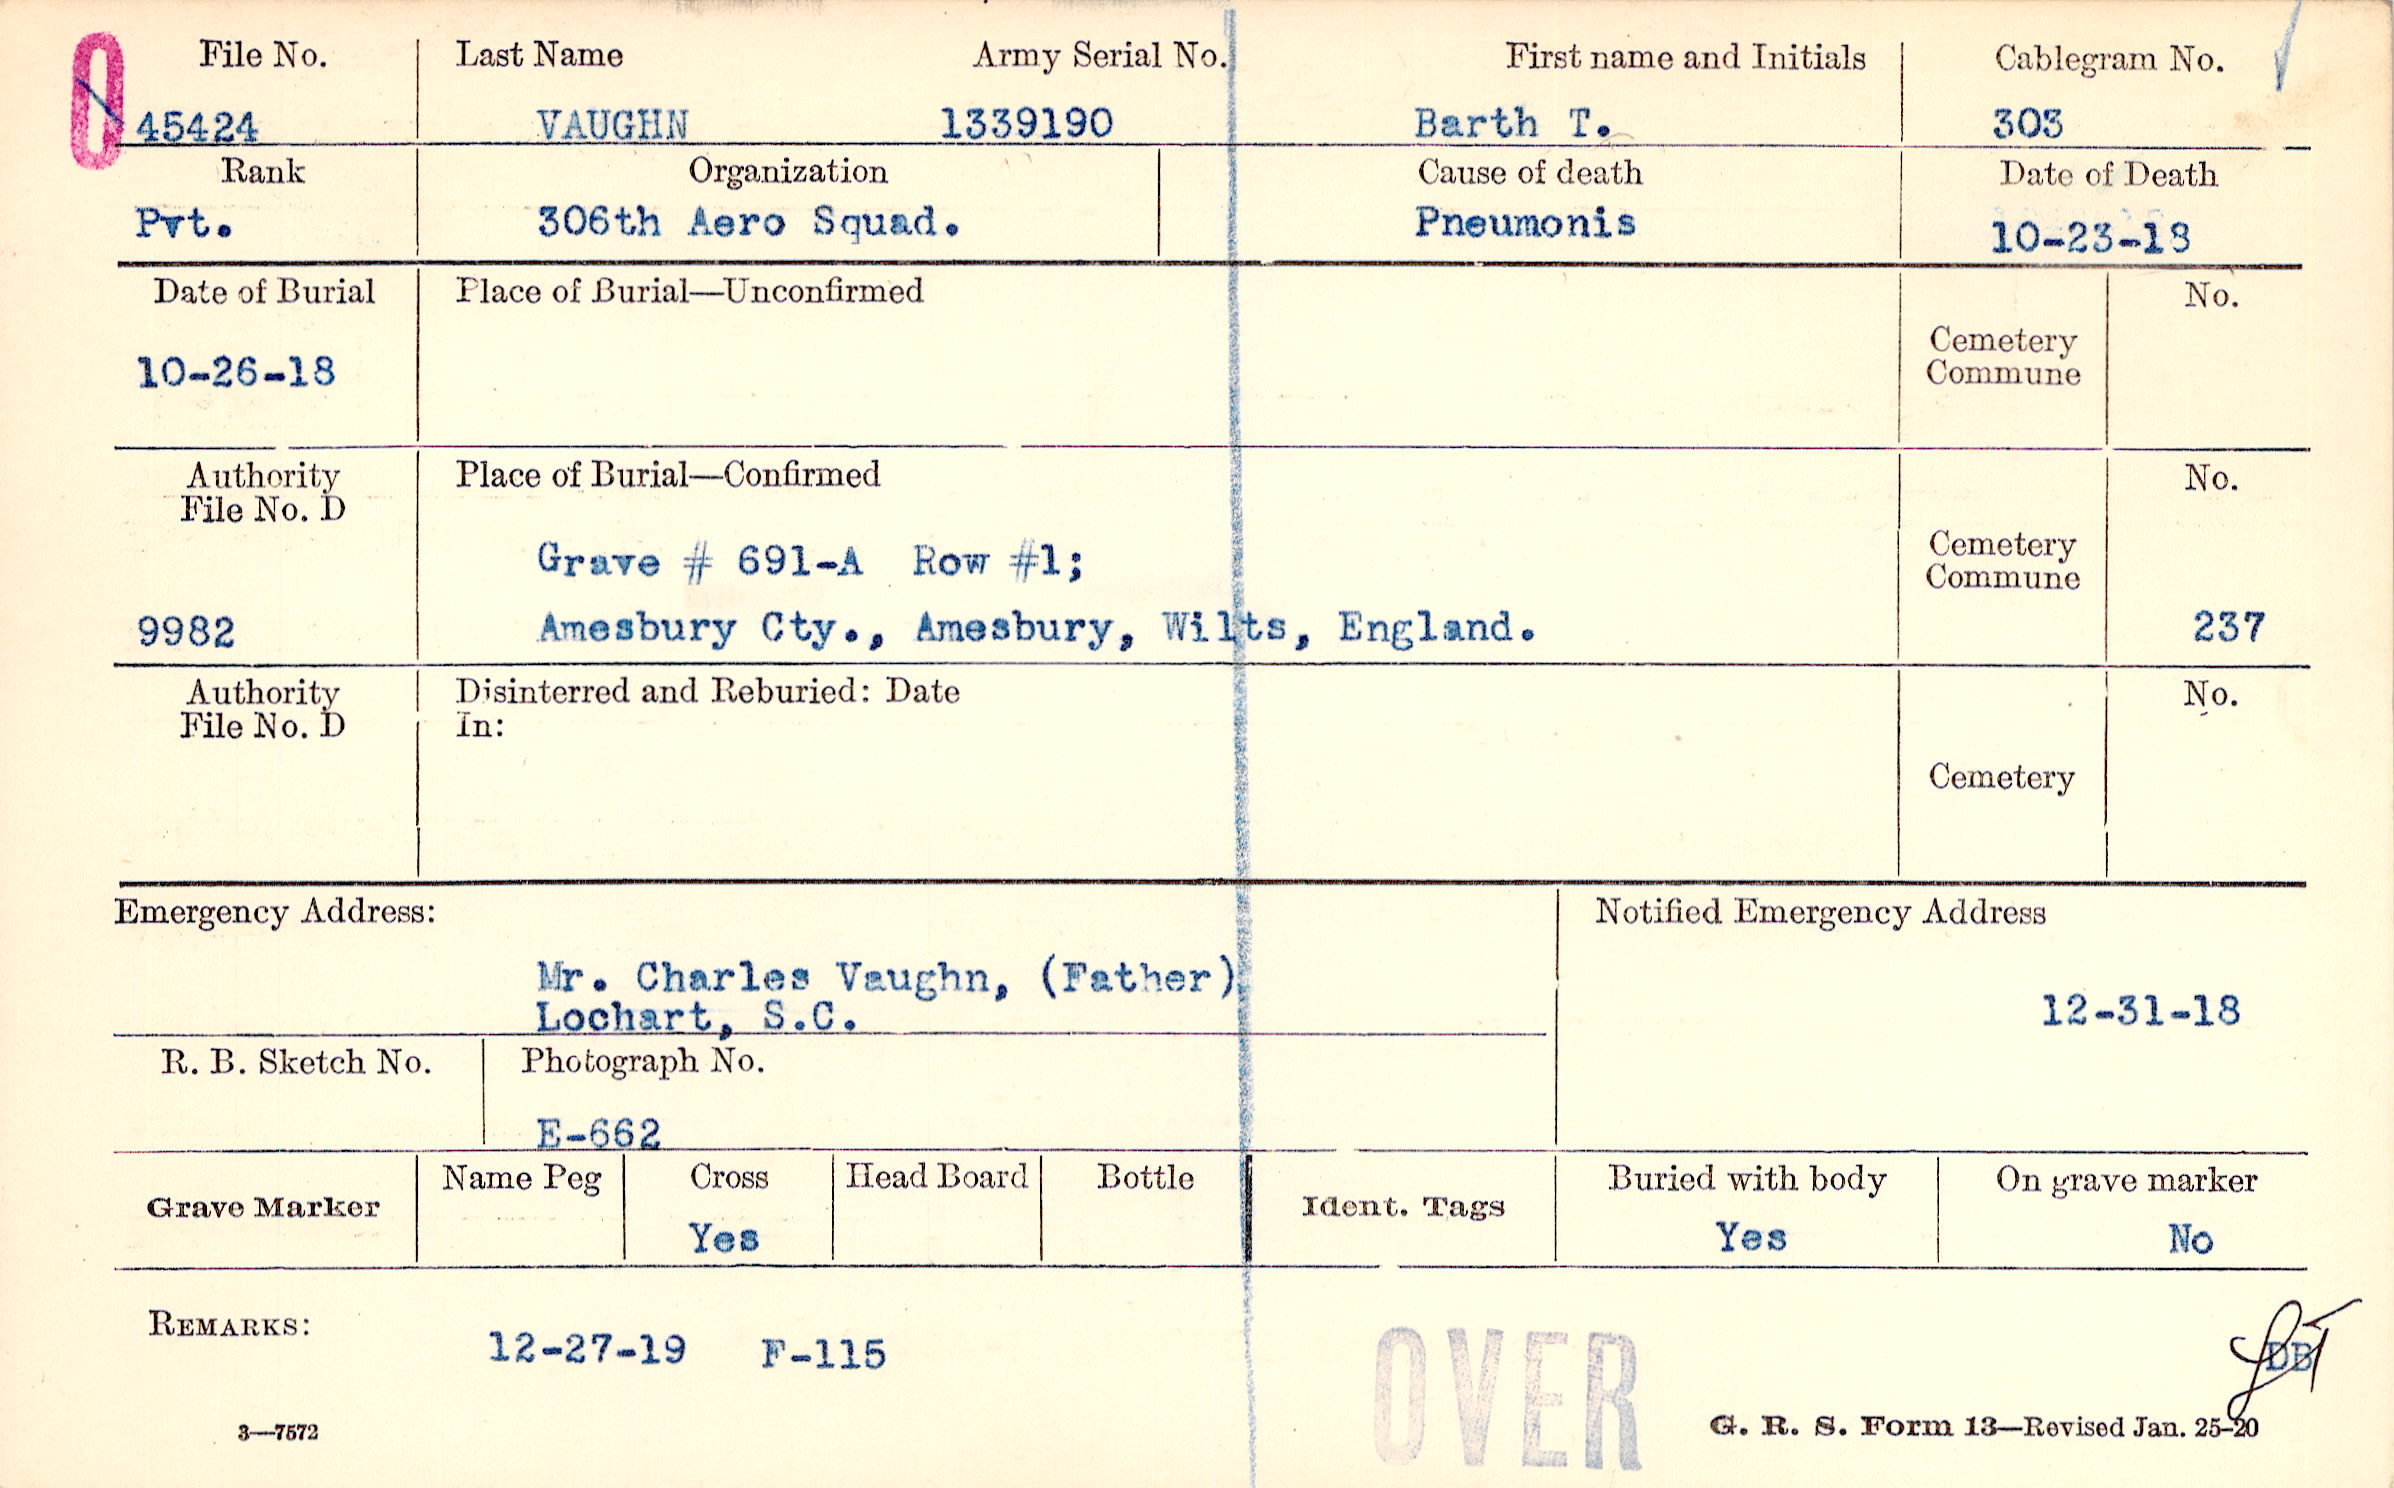 File No. Last Name Army Serial No. First name and Initials Cablegram No.
0 45424 VAUGHN 1339190 Barth T. 303
Rank Organization Cause of death Date of Death
Pvt. 306th Aero Squad. Pneumonis 10-23-18
Date of Burial Place of Burial—Unconfirmed No.
Cemetery
Commune
10-26-18
Authority
File No. D
Place of Burial—Confirmed No.
Grave # 691-A Row #1;
Cemetery
Commune
9982 Amesbury Cty., Amesbury, Wilts, England. 237
Authority
File No. D
Disinterred and Reburied: Date
In:
No.
Cemetery
Emergency Address: Notified Emergency Address
Mr. Charles Vaughn, (Father)
Lochart, S.C.
12-31-18
R. B. Sketch No. Photograph No.
E-662
Grave Marker Name Peg Cross Head Board Bottle Ident. Tags Buried with body On grave marker
Yes Yes No
REMARKS: 12-27-19 F-115
OVER
DB
3—7572 G. R. S. Form 13—Revised Jan. 25-20